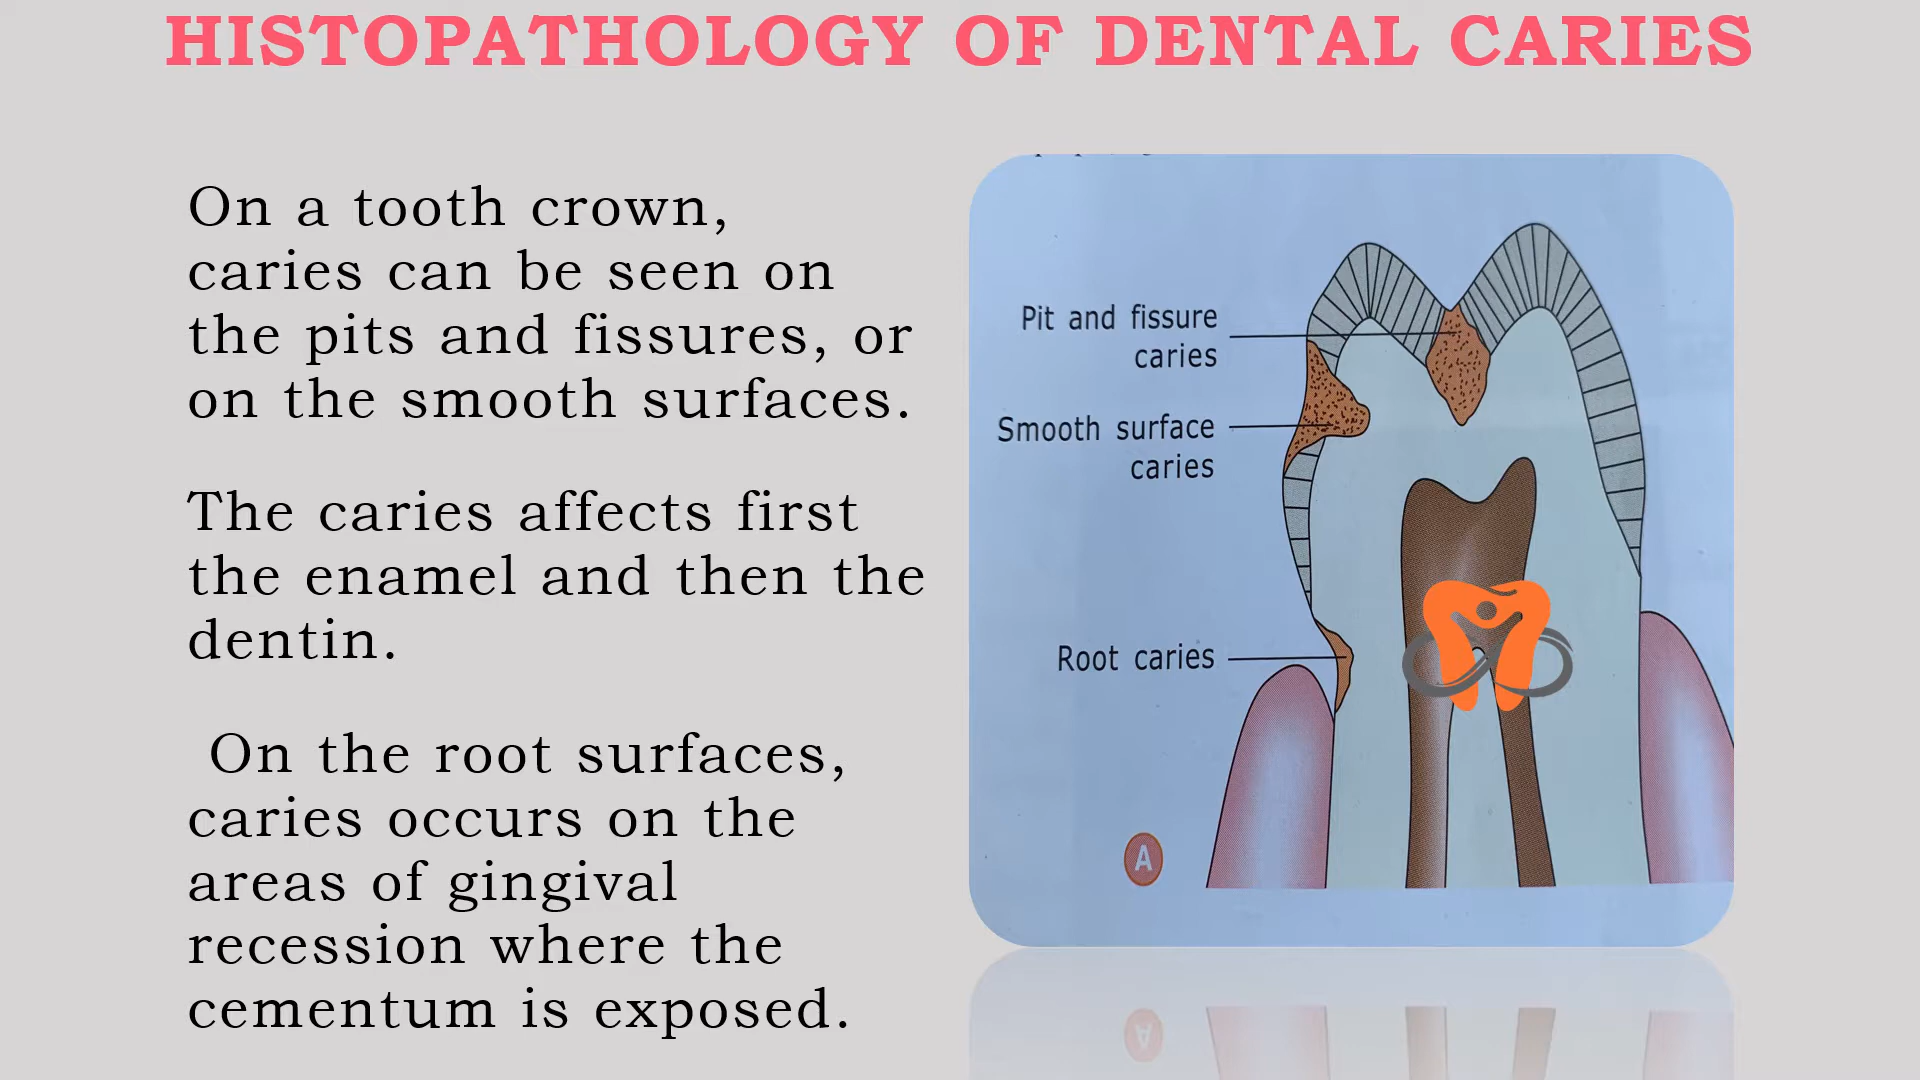 HISTOPATHOLOGY OF DENTAL CARIES
On a tooth crown,
caries can be seen on
the pits and fissures, or
on the smooth surfaces.
The caries affects first
the enamel and then the
dentin.
On the root surfaces,
caries occurs on the
areas of gingival
recession where the
cementum is exposed.
Pit and fissure
caries
Smooth surface
caries
Root caries
A